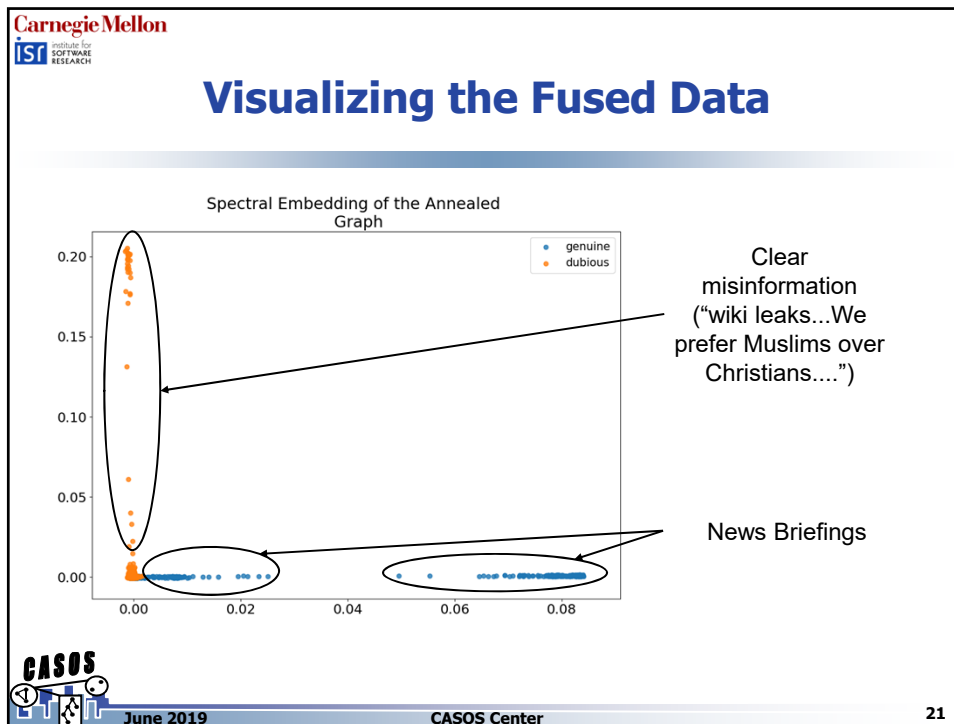 Carnegie Mellon
isr institute for
SOFTWARE
RESEARCH
Visualizing the Fused Data
Spectral Embedding of the Annealed
Graph
genuine
dubious
0.20
0.15
0.10
0.05
0.00
0.00 0.02 0.04 0.06 0.08
Clear
misinformation
(“wiki leaks...We
prefer Muslims over
Christians....”)
News Briefings
CASOS
June 2019 CASOS Center 21